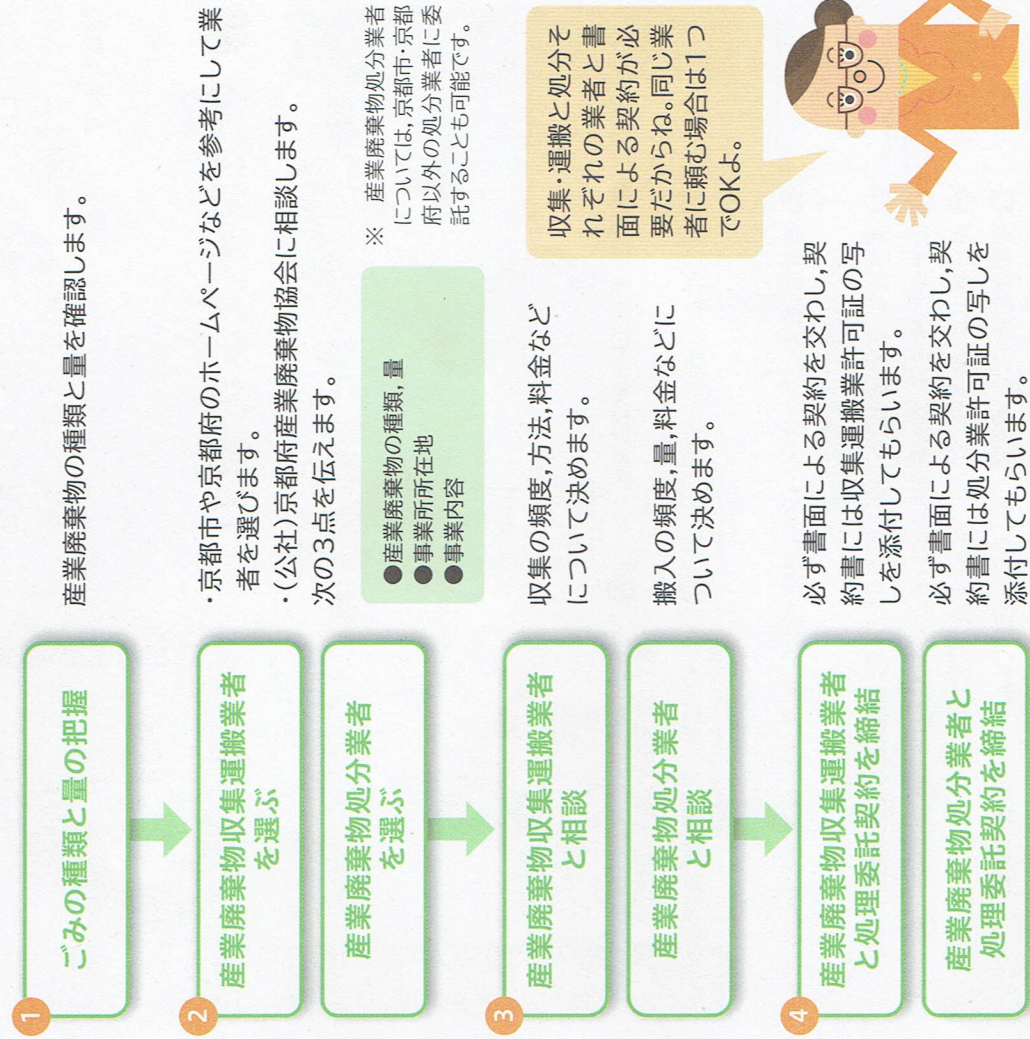 1
ごみの種類と量の把握
産業廃棄物の種類と量を確認します。
2
産業廃棄物収集運搬業者
を選ぶ
産業廃棄物処分業者
を選ぶ
・京都市や京都府のホームページなどを参考にして業
者を選びます。
・(公社)京都府産業廃棄物協会に相談します。
次の3点を伝えます。
●産業廃棄物の種類,量
●事業所所在地
●事業内容
※ 産業廃棄物処分業者
については,京都市・京都
府以外の処分業者に委
託することも可能です。
3
産業廃棄物収集運搬業者
と相談
収集の頻度,方法,料金など
について決めます。
産業廃棄物処分業者
と相談
搬入の頻度,量,料金などに
ついて決めます。
収集・運搬と処分そ
れぞれの業者と書
面による契約が必
要だからね。同じ業
者に頼む場合は1つ
でOKよ。
4
産業廃棄物収集運搬業者
と処理委託契約を締結
必ず書面による契約を交わし,契
約書には収集運搬業許可証の写
しを添付してもらいます。
産業廃棄物処分業者と
処理委託契約を締結
必ず書面による契約を交わし,契
約書には処分業許可証の写しを
添付してもらいます。